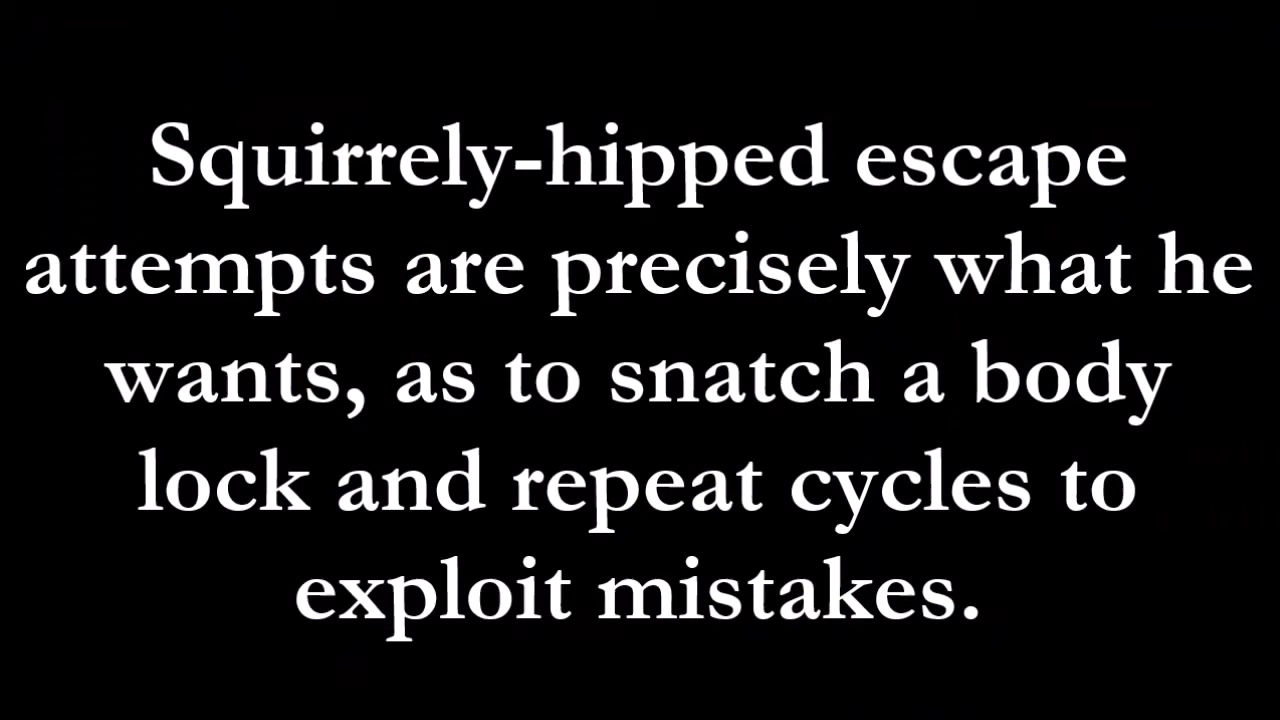 Squirrely-hipped escape
attempts are precisely what he
wants, as to snatch a body
lock and repeat cycles to
exploit mistakes.